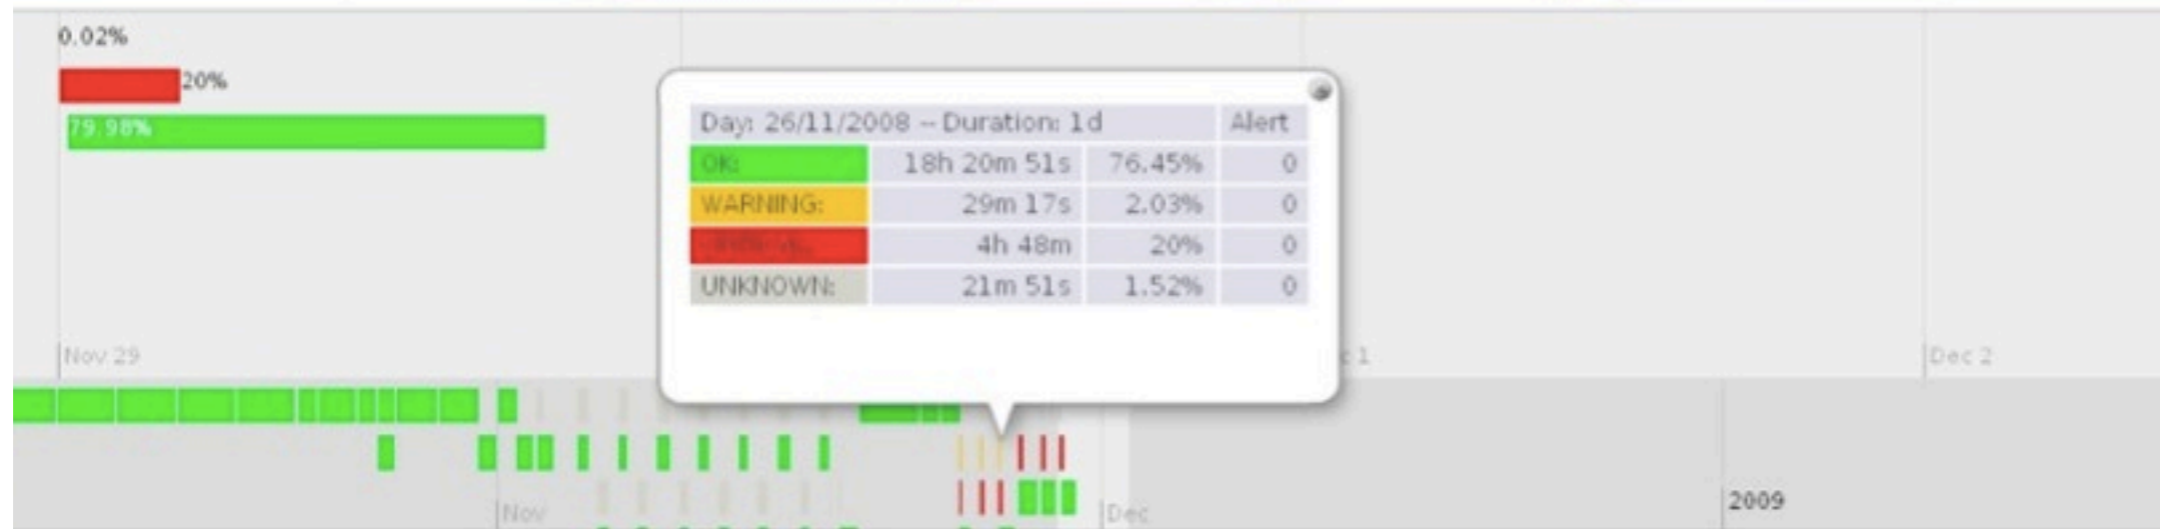 0.02%
20%
79.98%
Day: 26/11/2008 -- Duration: 1d Alert
OK: 18h 20m 51s 76.45% 0
WARNING: 29m 17s 2.03% 0
4h 48m 20% 0
UNKNOWN: 21m 51s 1.52% 0
Nov 29
c 1
Dec 2
Nov
Dec
2009